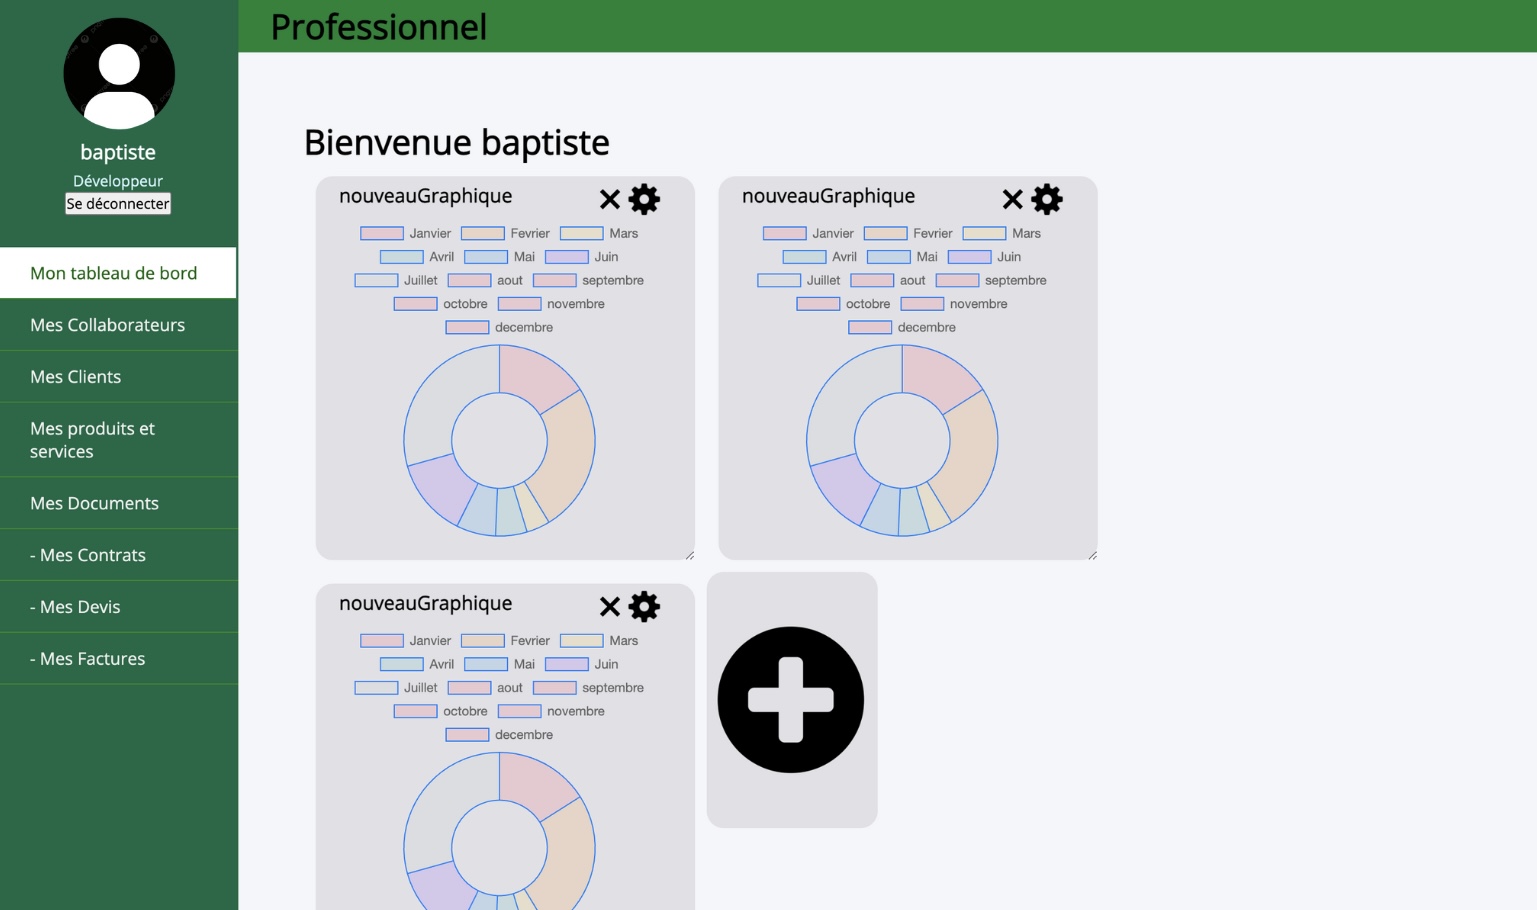 Professionnel
baptiste
Développeur
Se déconnecter
Mon tableau de bord
Mes Collaborateurs
Mes Clients
Mes produits et
services
Mes Documents
- Mes Contrats
- Mes Devis
- Mes Factures
Bienvenue baptiste
nouveauGraphique
Janvier Fevrier Mars
Avril Mai Juin
Juillet aout septembre
octobre novembre
decembre
nouveauGraphique
Janvier Fevrier Mars
Avril Mai Juin
Juillet aout septembre
octobre novembre
decembre
nouveauGraphique
Janvier Fevrier Mars
Avril Mai Juin
Juillet aout septembre
octobre novembre
decembre